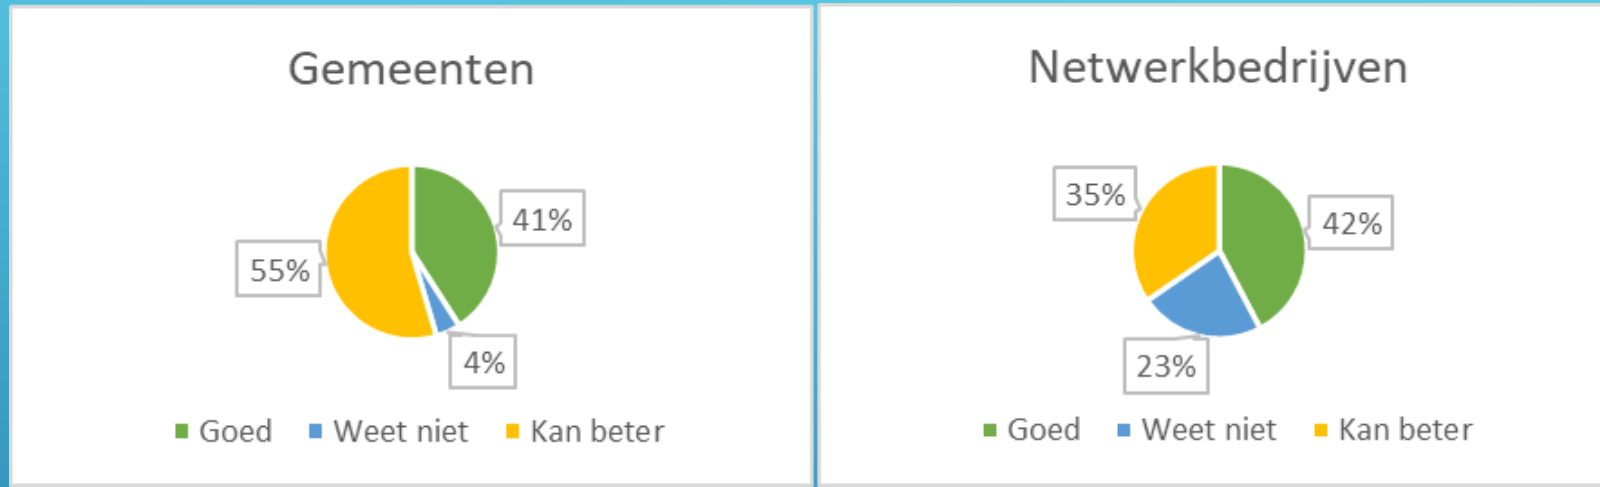 Gemeenten
41%
55%
4%
Goed Weet niet Kan beter
Netwerkbedrijven
35%
42%
23%
Goed Weet niet Kan beter